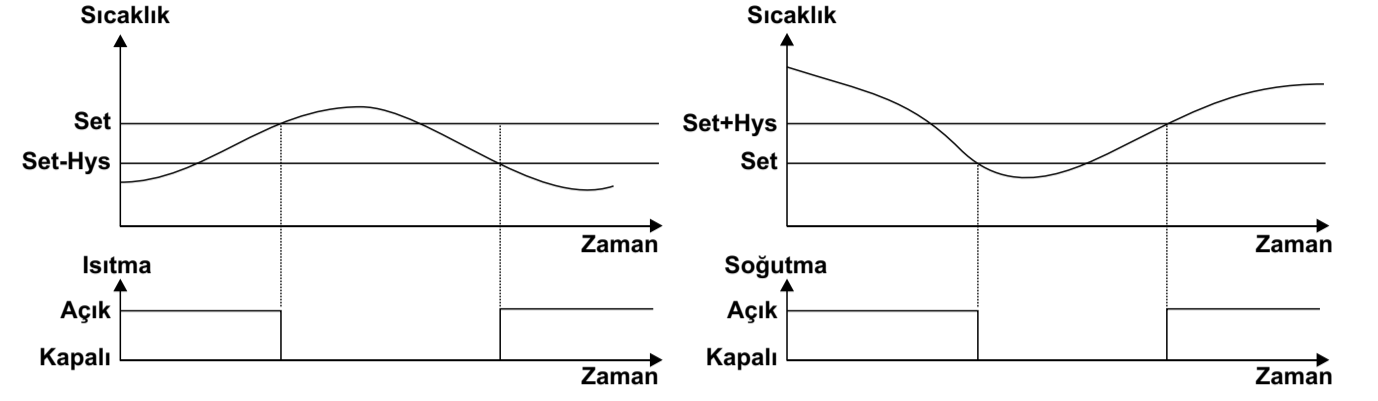 Sıcaklık
Set
Set-Hys
Zaman
Isıtma
Açık
Kapalı
Zaman
Sıcaklık
Set+Hys
Set
Zaman
Soğutma
Açık
Kapalı
Zaman